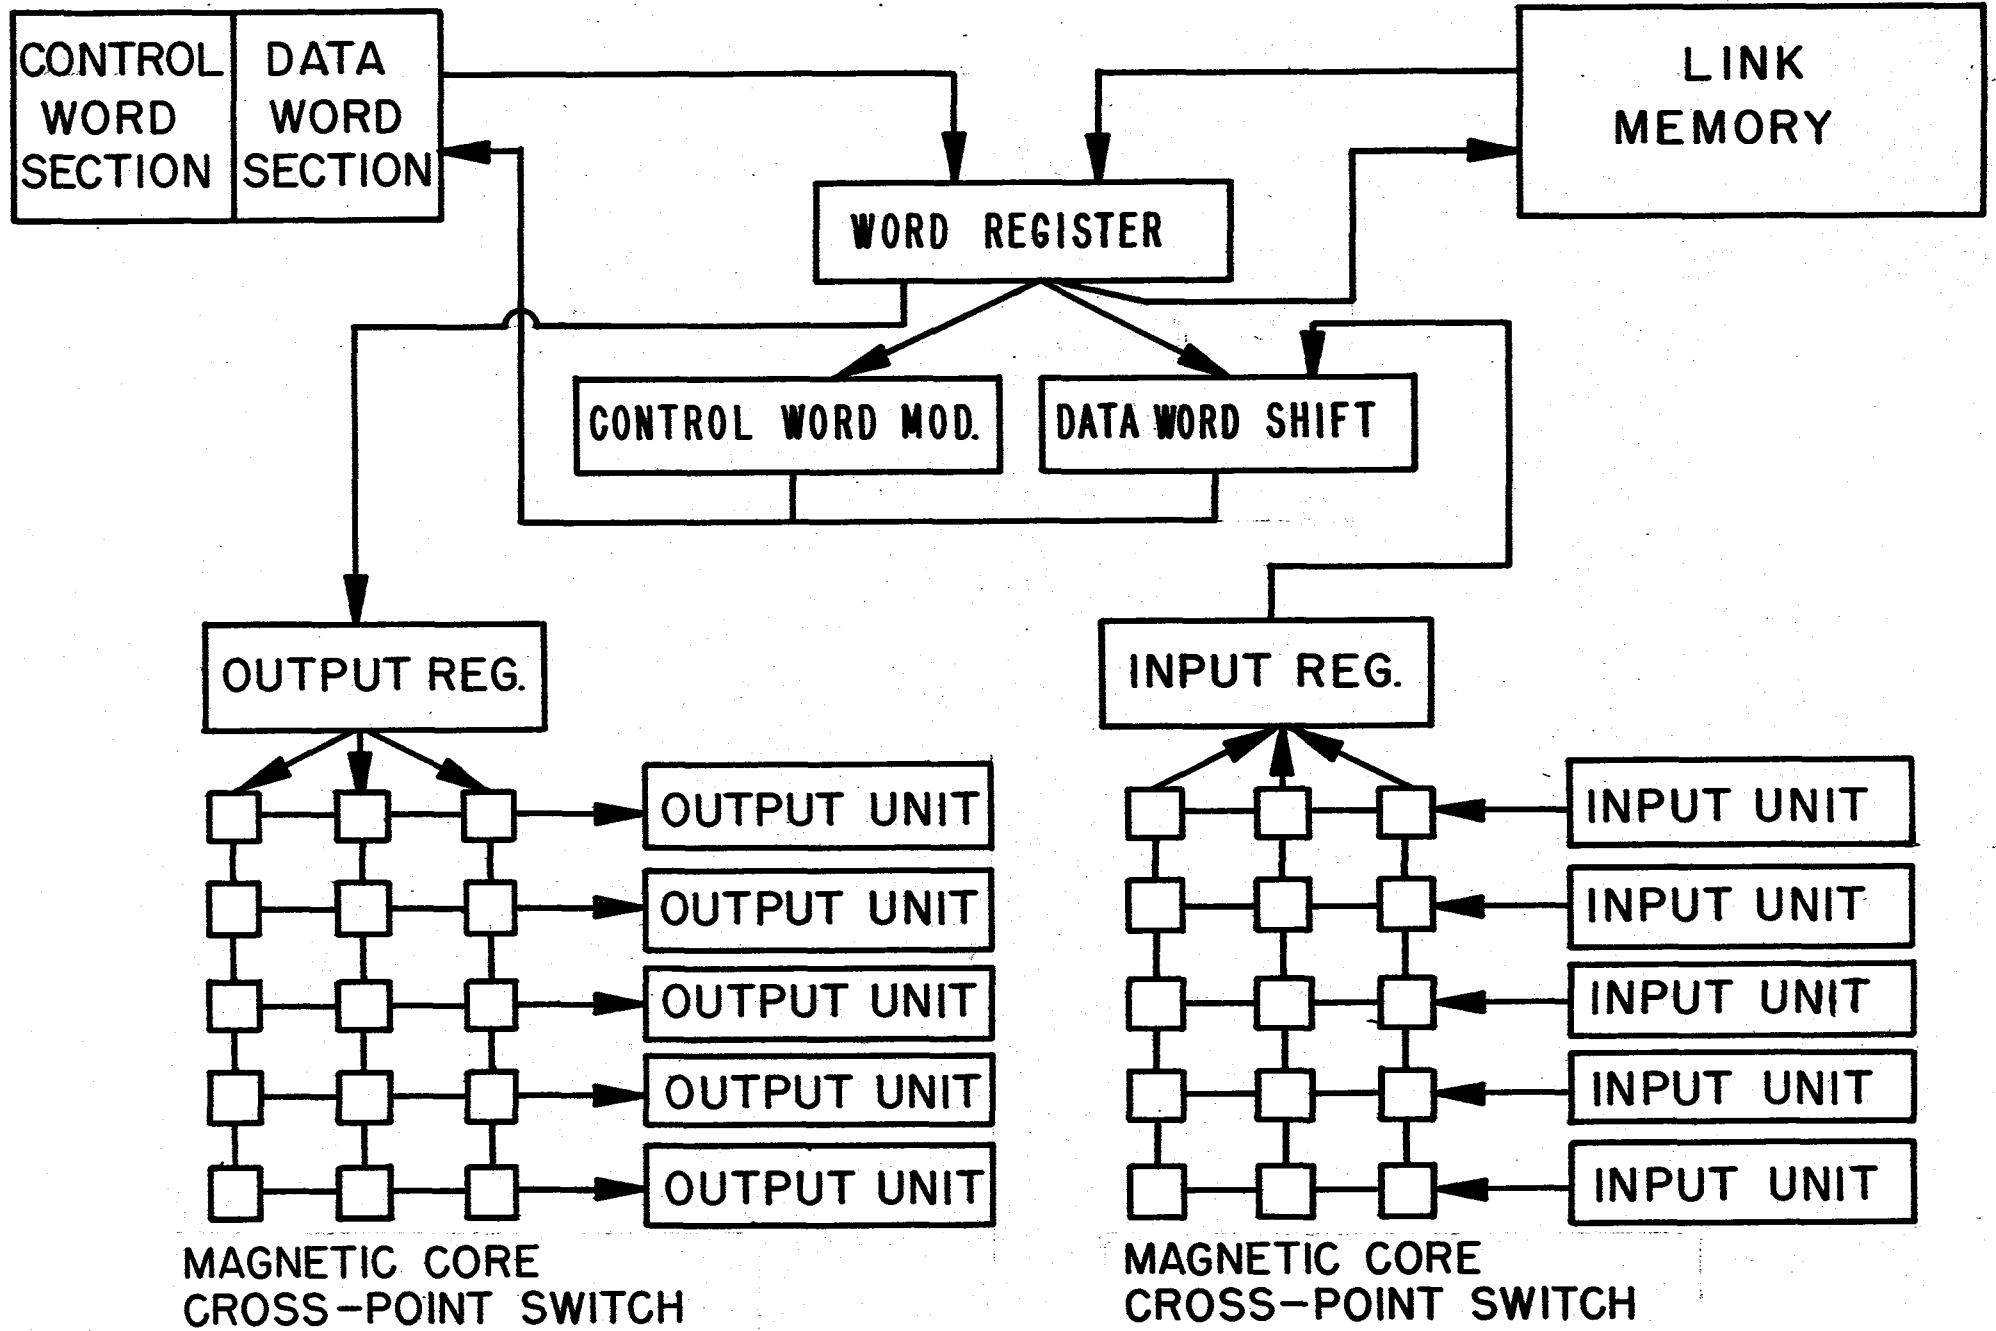 CONTROL
WORD
SECTION
DATA
WORD
SECTION
LINK
MEMORY
WORD REGISTER
CONTROL WORD MOD.
DATA WORD SHIFT
OUTPUT REG.
INPUT REG.
OUTPUT UNIT
OUTPUT UNIT
OUTPUT UNIT
OUTPUT UNIT
OUTPUT UNIT
INPUT UNIT
INPUT UNIT
INPUT UNIT
INPUT UNIT
INPUT UNIT
MAGNETIC CORE
CROSS-POINT SWITCH
MAGNETIC CORE
CROSS-POINT SWITCH